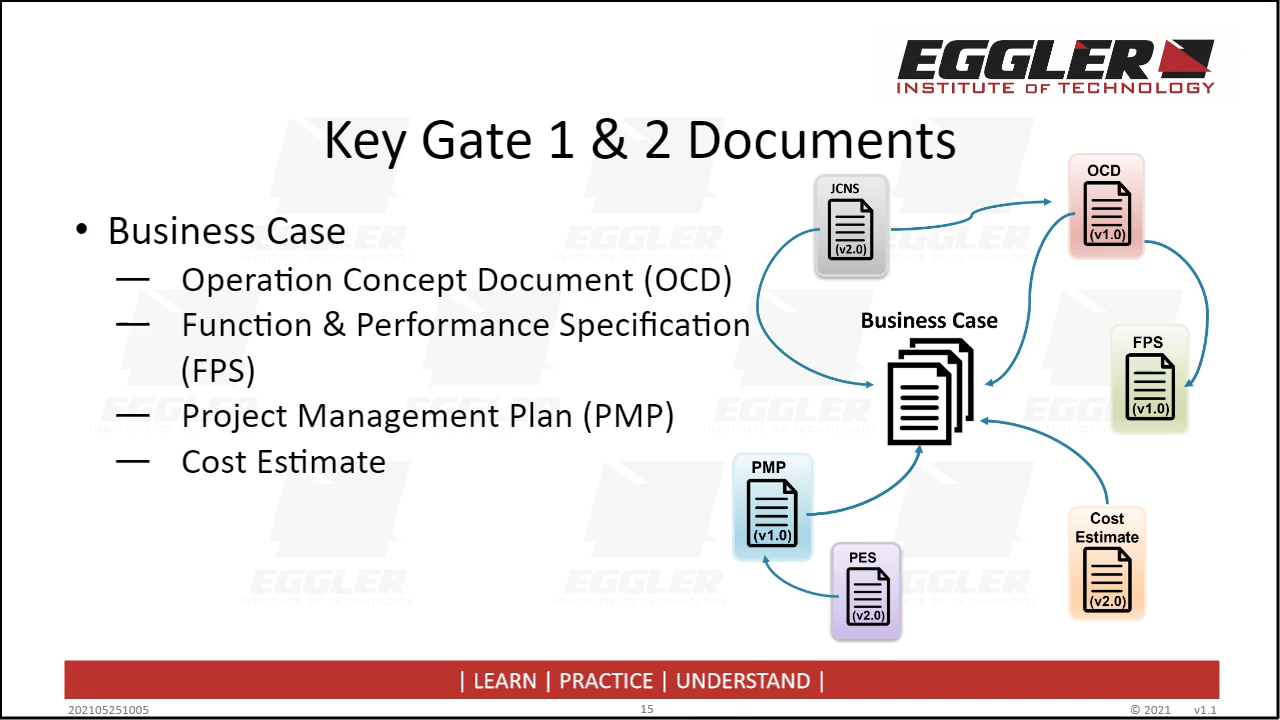 EGGLER
INSTITUTE OF TECHNOLOGY
Key Gate 1 & 2 Documents
• Business Case
— Operation Concept Document (OCD)
— Function & Performance Specification
(FPS)
— Project Management Plan (PMP)
— Cost Estimate
JCNS
(v2.0)
OCD
(v1.0)
Business Case
FPS
(v1.0)
PMP
(v1.0)
PES
(v2.0)
Cost
Estimate
(v2.0)
| LEARN | PRACTICE | UNDERSTAND |
202105251005
15
© 2021 v1.1